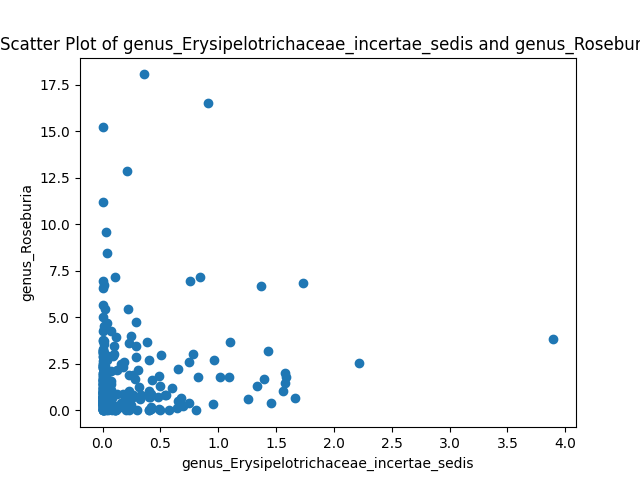 Scatter Plot of genus_Erysipelotrichaceae_incertae_sedis and genus_Rosebur
17.5
15.0
12.5
10.0
7.5
5.0
2.5
0.0
genus_Roseburia
0.0 0.5 1.0 1.5 2.0 2.5 3.0 3.5 4.0
genus_Erysipelotrichaceae_incertae_sedis